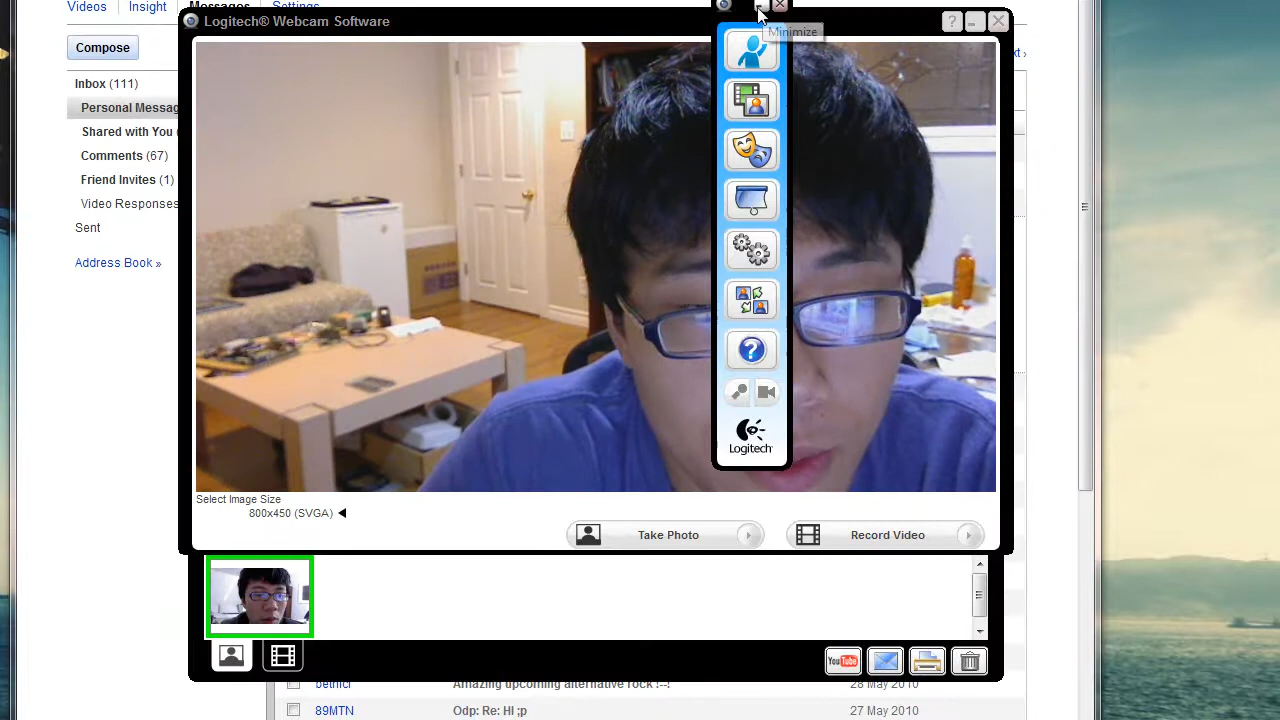 Videos Insight Messages Settings
Logitech® Webcam Software
?
Minimize
Compose
Inbox (111)
Personal Messag
Shared with You
Comments (67)
Friend Invites (1)
Video Responses
Sent
Address Book »
?
Logitech
Select Image Size
800x450 (SVGA)
Take Photo
Record Video
YouTube
Amazing upcoming alternative rock !--! 28 May 2010
89MTN Odp: Re: HI ;p 27 May 2010